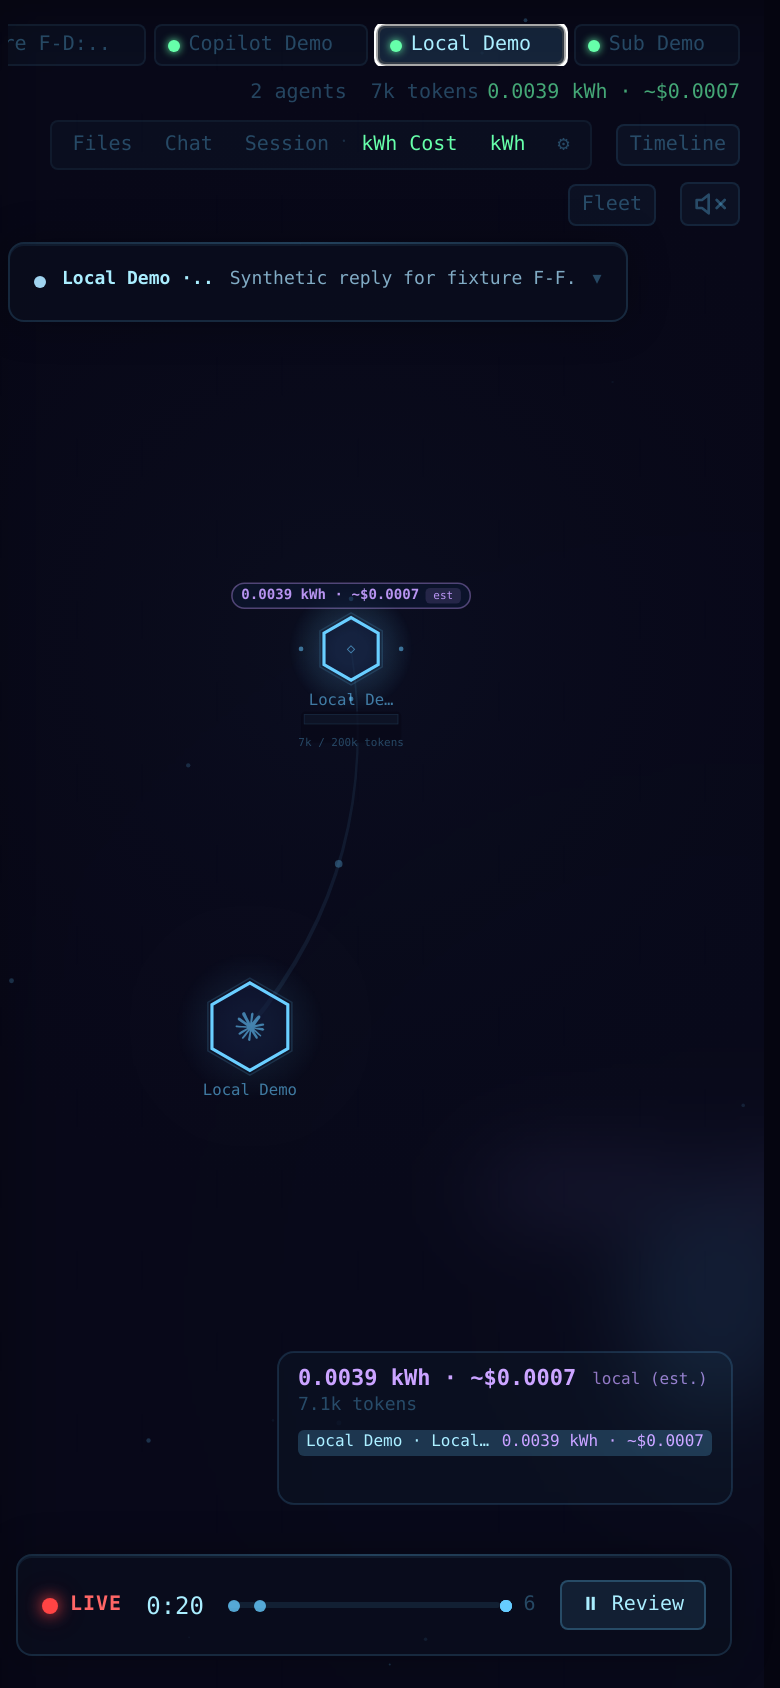 re F-D:.. Copilot Demo Local Demo Sub Demo
2 agents 7k tokens 0.0039 kWh · ~$0.0007
Files Chat Session · kWh Cost kWh ⚙ Timeline
Fleet
Local Demo ·.. Synthetic reply for fixture F-F. ▼
0.0039 kWh · ~$0.0007 est
Local De…
7k / 200k tokens
Local Demo
0.0039 kWh · ~$0.0007 local (est.)
7.1k tokens
Local Demo · Local… 0.0039 kWh · ~$0.0007
LIVE 0:20 6 ⏸ Review